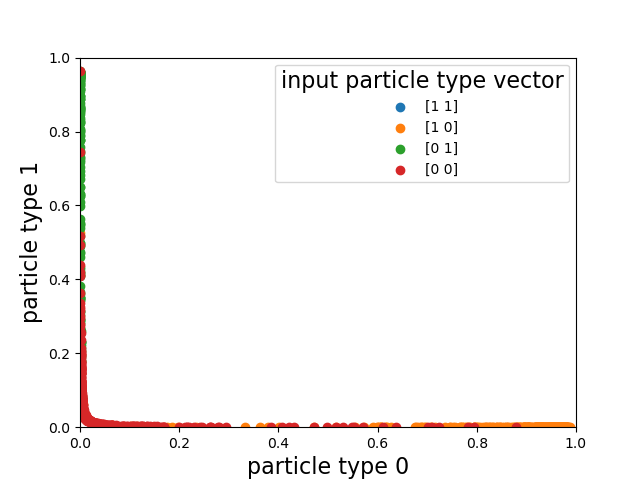 1.0
0.8
0.6
0.4
0.2
0.0
particle type 1
input particle type vector
[1 1]
[1 0]
[0 1]
[0 0]
0.0 0.2 0.4 0.6 0.8 1.0
particle type 0